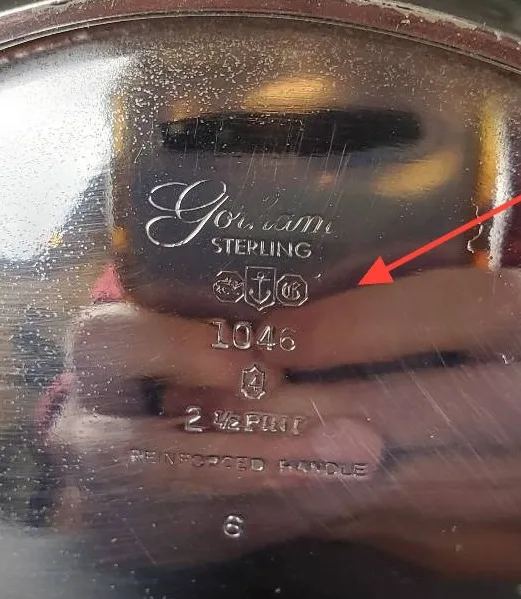 Gorham
STERLING
G
1046
4
2 ½ PINT
REINFORCED HANDLE
6